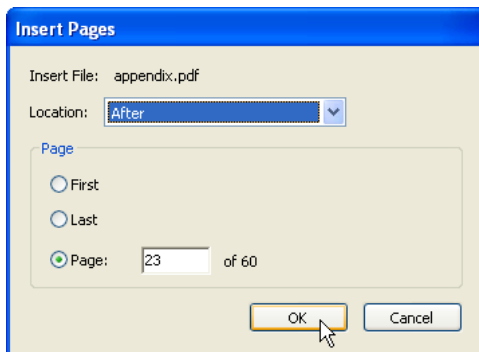 Insert Pages
Insert File: appendix.pdf
Location: After
Page
First
Last
Page: 23 of 60
OK Cancel